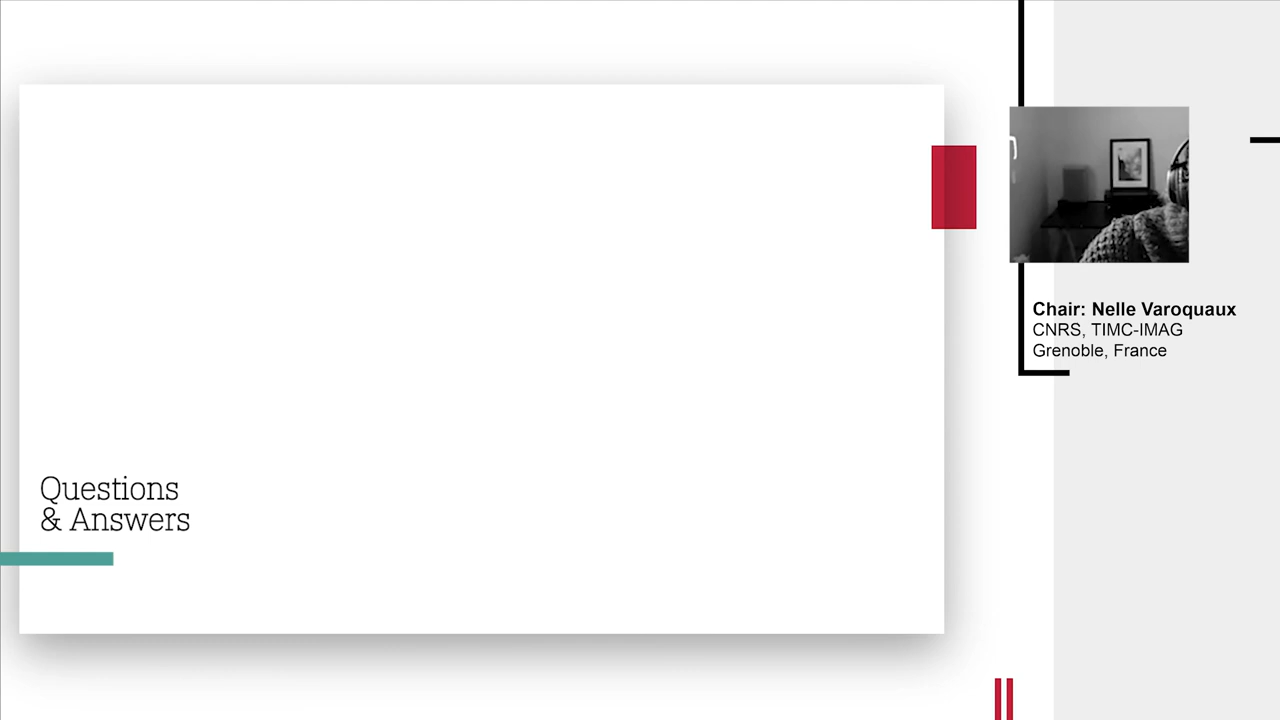 Questions
& Answers
Chair: Nelle Varoquaux
CNRS, TIMC-IMAG
Grenoble, France